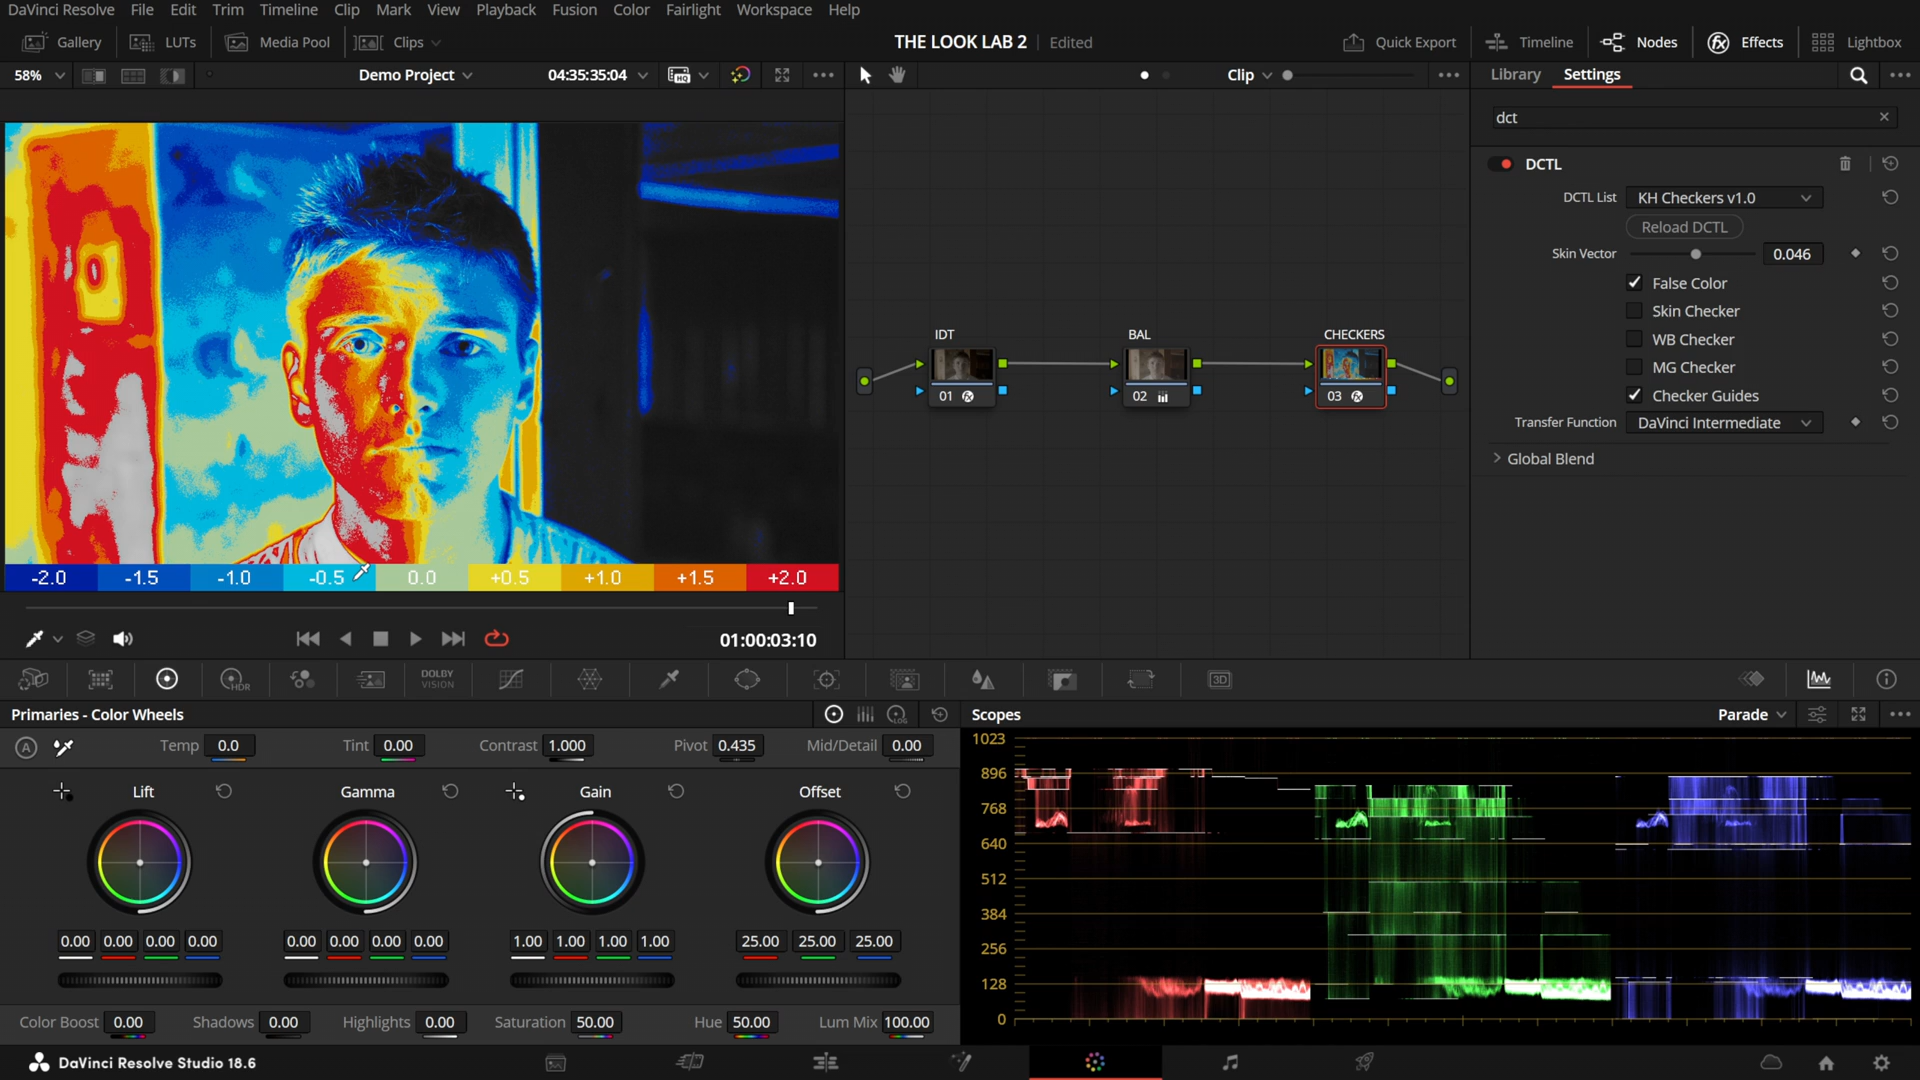 DaVinci Resolve File Edit Trim Timeline Clip Mark View Playback Fusion Color Fairlight Workspace Help
Gallery LUTs Media Pool Clips THE LOOK LAB 2 Edited Quick Export Timeline Nodes Effects Lightbox
58% Demo Project 04:35:35:04 HQ Clip Library Settings
dct
DCTL
DCTL List KH Checkers v1.0
Reload DCTL
Skin Vector 0.046
False Color
Skin Checker
WB Checker
MG Checker
Checker Guides
Transfer Function DaVinci Intermediate
Global Blend
IDT BAL CHECKERS
01 02 03
-2.0 -1.5 -1.0 -0.5 0.0 +0.5 +1.0 +1.5 +2.0
01:00:03:10
HDR DOLBY VISION 3D
Primaries - Color Wheels LOG Scopes Parade
A Temp 0.0 Tint 0.00 Contrast 1.000 Pivot 0.435 Mid/Detail 0.00
Lift Gamma Gain Offset
0.00 0.00 0.00 0.00 0.00 0.00 0.00 0.00 1.00 1.00 1.00 1.00 25.00 25.00 25.00
Color Boost 0.00 Shadows 0.00 Highlights 0.00 Saturation 50.00 Hue 50.00 Lum Mix 100.00
1023
896
768
640
512
384
256
128
0
DaVinci Resolve Studio 18.6